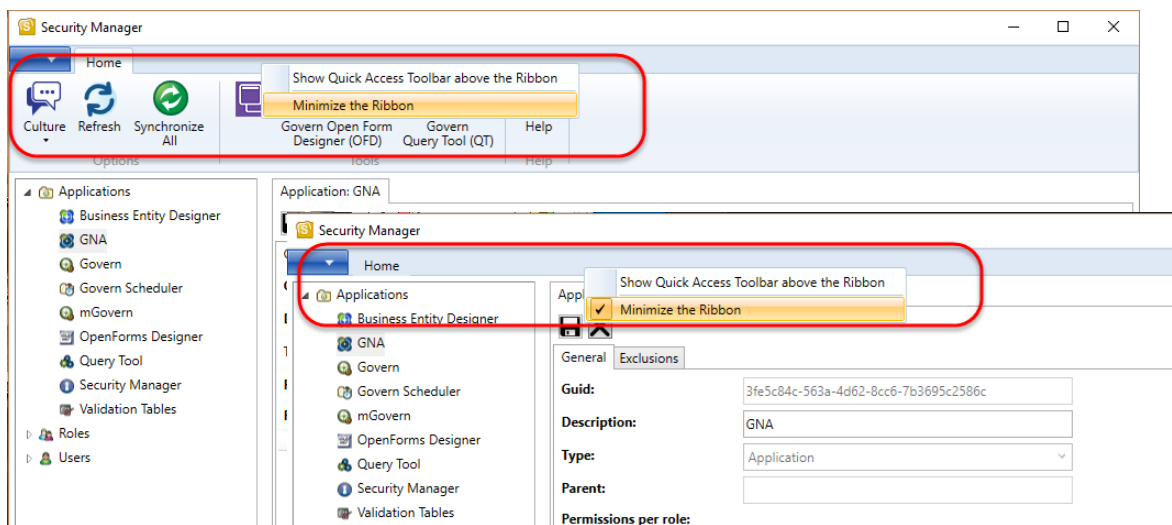 Security Manager
Home
Show Quick Access Toolbar above the Ribbon
Minimize the Ribbon
Culture Refresh Synchronize All
Govern Open Form Designer (OFD)
Govern Query Tool (QT)
Help
Options Tools Help
Applications
Business Entity Designer
GNA
Govern
Govern Scheduler
mGovern
OpenForms Designer
Query Tool
Security Manager
Validation Tables
Roles
Users
Application: GNA
Security Manager
Home
Show Quick Access Toolbar above the Ribbon
Minimize the Ribbon
Applications
Business Entity Designer
GNA
Govern
Govern Scheduler
mGovern
OpenForms Designer
Query Tool
Security Manager
Validation Tables
Appl
General Exclusions
Guid: 3fe5c84c-563a-4d62-8cc6-7b3695c2586c
Description: GNA
Type: Application
Parent:
Permissions per role: